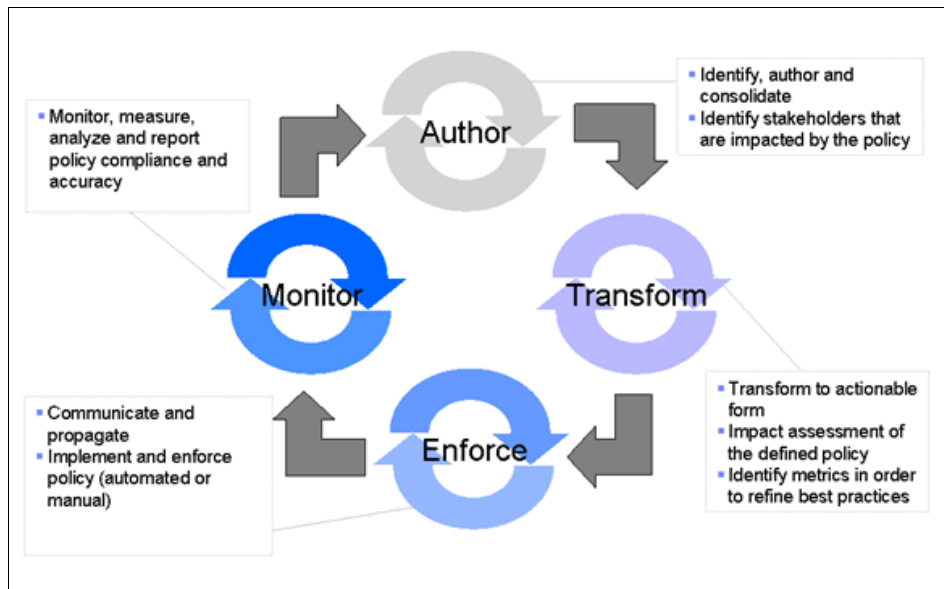 Author
▪ Identify, author and
consolidate
▪ Identify stakeholders that
are impacted by the policy
▪ Monitor, measure,
analyze and report
policy compliance and
accuracy
Monitor
Transform
▪ Transform to actionable
form
▪ Impact assessment of
the defined policy
▪ Identify metrics in order
to refine best practices
Enforce
▪ Communicate and
propagate
▪ Implement and enforce
policy (automated or
manual)